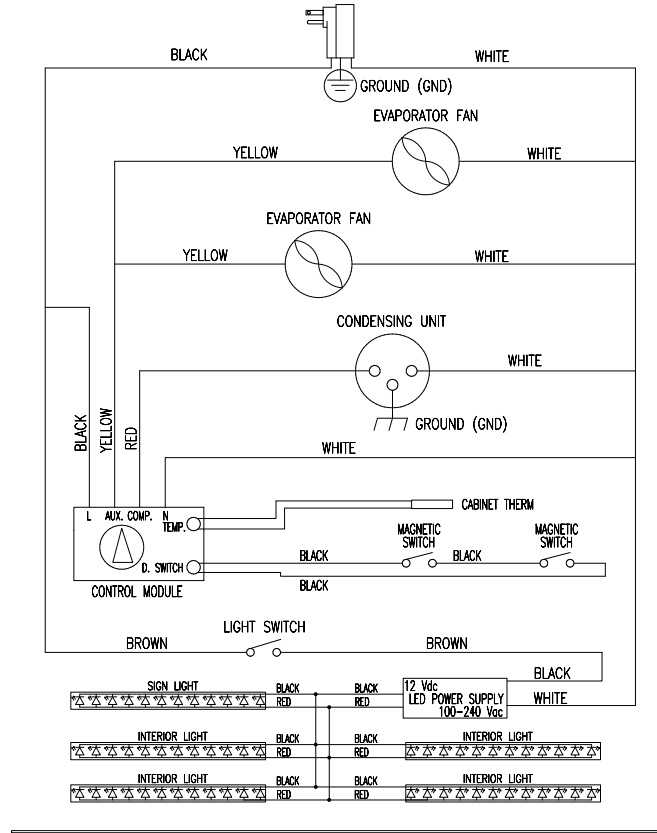 BLACK
WHITE
GROUND (GND)
EVAPORATOR FAN
YELLOW
WHITE
EVAPORATOR FAN
YELLOW
WHITE
CONDENSING UNIT
WHITE
BLACK
YELLOW
RED
GROUND (GND)
WHITE
L AUX. COMP. N
TEMP.
CABINET THERM
MAGNETIC
SWITCH
MAGNETIC
SWITCH
BLACK
BLACK
D. SWITCH
BLACK
CONTROL MODULE
LIGHT SWITCH
BROWN
BROWN
BLACK
12 Vdc
LED POWER SUPPLY
100-240 Vac
WHITE
SIGN LIGHT
BLACK
RED
BLACK
RED
INTERIOR LIGHT
BLACK
RED
BLACK
RED
INTERIOR LIGHT
INTERIOR LIGHT
BLACK
RED
BLACK
RED
INTERIOR LIGHT